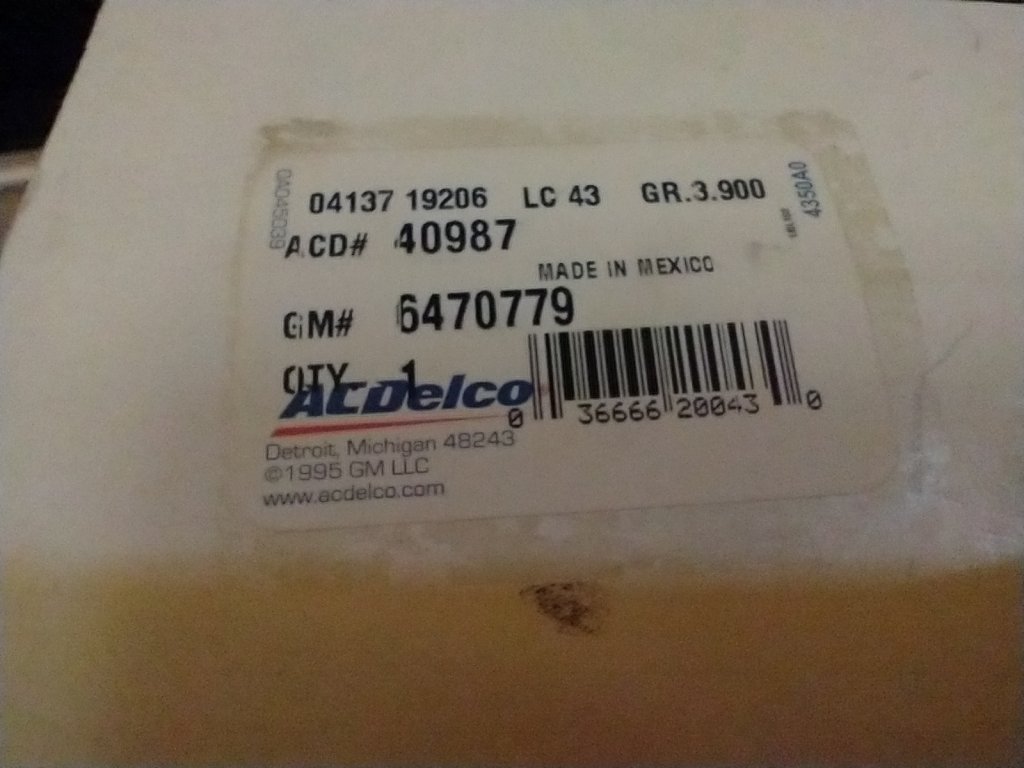 04137 19206 LC 43 GR.3.900
ACD# 40987
MADE IN MEXICO
GM# 6470779
QTY 1
ACDelco
0 36666 20043 0
Detroit, Michigan 48243
©1995 GM LLC
www.acdelco.com
4350A0